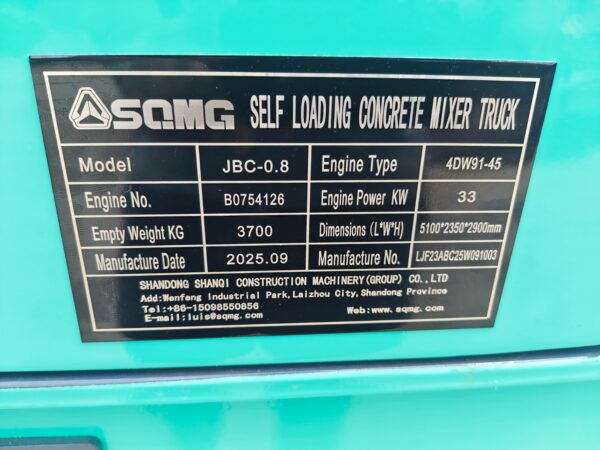 SQMG SELF LOADING CONCRETE MIXER TRUCK
Model JBC-0.8 Engine Type 4DW91-45
Engine No. B0754126 Engine Power KW 33
Empty Weight KG 3700 Dimensions (L*W*H) 5100*2350*2900mm
Manufacture Date 2025.09 Manufacture No. LJF23ABC25W091003
SHANDONG SHANQI CONSTRUCTION MACHINERY(GROUP) CO.,LTD
Add:Wenfeng Industrial Park,Laizhou City,Shandong Province
Tel:+86-15098550856
E-mail:luis@sqmg.com Web:www.sqmg.com